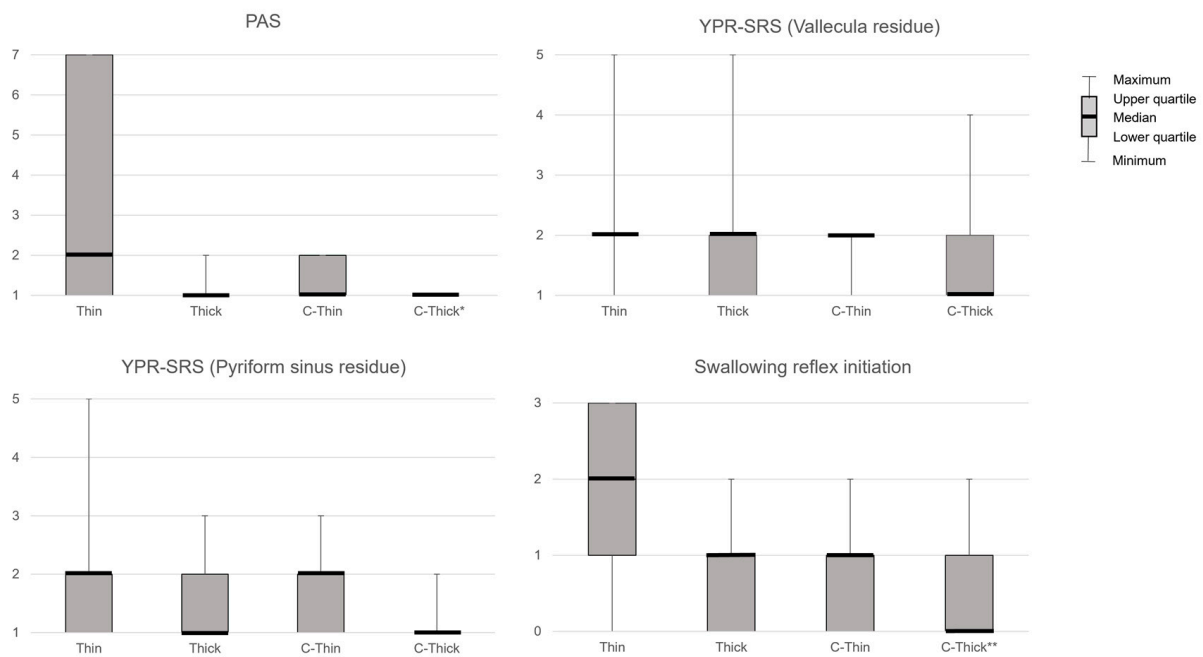 PAS
7
6
5
4
3
2
1
Thin Thick C-Thin C-Thick*
YPR-SRS (Vallecula residue)
5
4
3
2
1
Thin Thick C-Thin C-Thick
Maximum
Upper quartile
Median
Lower quartile
Minimum
YPR-SRS (Pyriform sinus residue)
5
4
3
2
1
Thin Thick C-Thin C-Thick
Swallowing reflex initiation
3
2
1
0
Thin Thick C-Thin C-Thick**